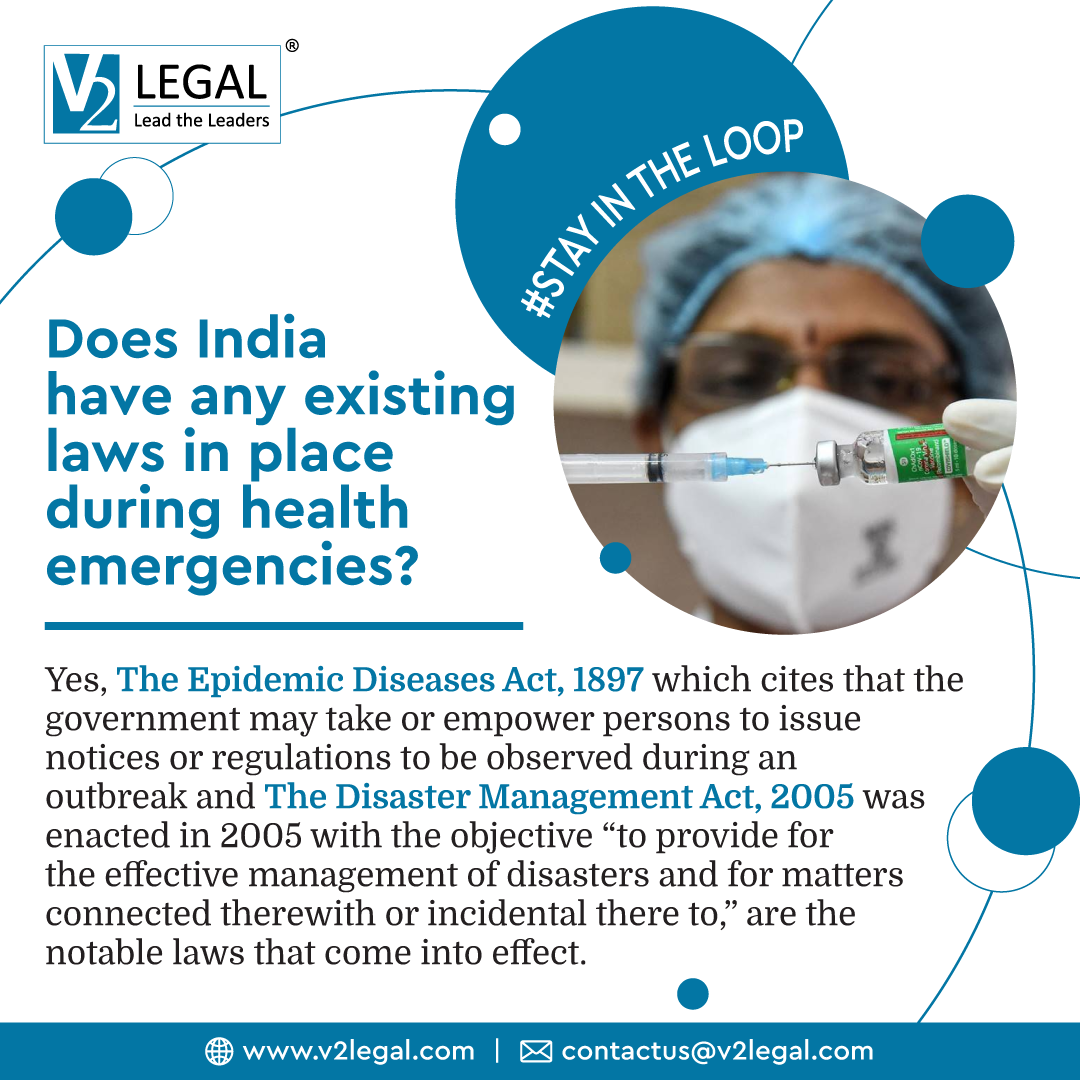 V2 LEGAL ®
Lead the Leaders
#STAY IN THE LOOP
Does India
have any existing
laws in place
during health
emergencies?
Yes, The Epidemic Diseases Act, 1897 which cites that the
government may take or empower persons to issue
notices or regulations to be observed during an
outbreak and The Disaster Management Act, 2005 was
enacted in 2005 with the objective “to provide for
the effective management of disasters and for matters
connected therewith or incidental there to,” are the
notable laws that come into effect.
www.v2legal.com | contactus@v2legal.com